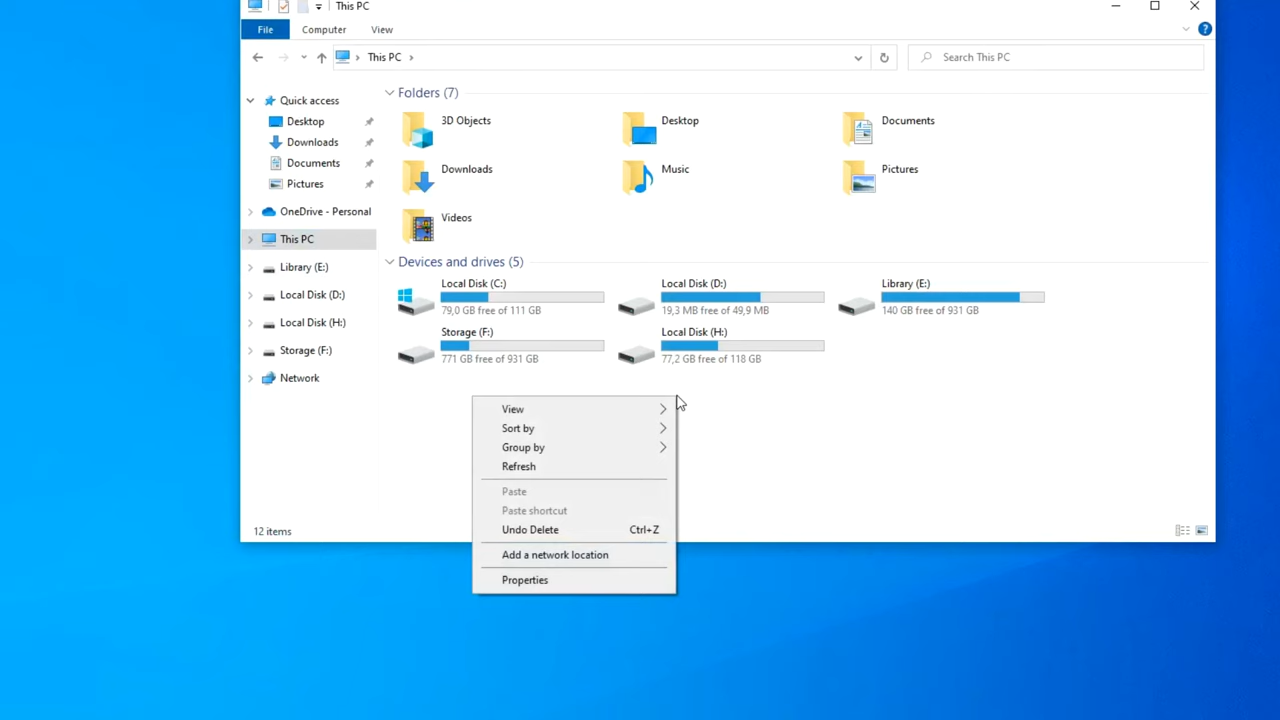 This PC
File Computer View
This PC
Search This PC
Quick access
Desktop
Downloads
Documents
Pictures
OneDrive - Personal
This PC
Library (E:)
Local Disk (D:)
Local Disk (H:)
Storage (F:)
Network
Folders (7)
3D Objects
Desktop
Documents
Downloads
Music
Pictures
Videos
Devices and drives (5)
Local Disk (C:)
79,0 GB free of 111 GB
Local Disk (D:)
19,3 MB free of 49,9 MB
Library (E:)
140 GB free of 931 GB
Storage (F:)
771 GB free of 931 GB
Local Disk (H:)
77,2 GB free of 118 GB
View
Sort by
Group by
Refresh
Paste
Paste shortcut
Undo Delete Ctrl+Z
Add a network location
Properties
12 items